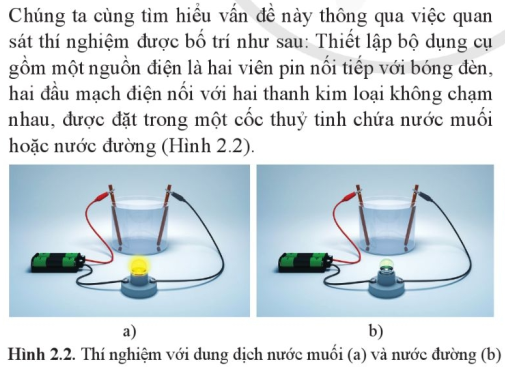 Chúng ta cùng tìm hiểu vấn đề này thông qua việc quan
sát thí nghiệm được bố trí như sau: Thiết lập bộ dụng cụ
gồm một nguồn điện là hai viên pin nối tiếp với bóng đèn,
hai đầu mạch điện nối với hai thanh kim loại không chạm
nhau, được đặt trong một cốc thuỷ tinh chứa nước muối
hoặc nước đường (Hình 2.2).
a)
b)
Hình 2.2. Thí nghiệm với dung dịch nước muối (a) và nước đường (b)